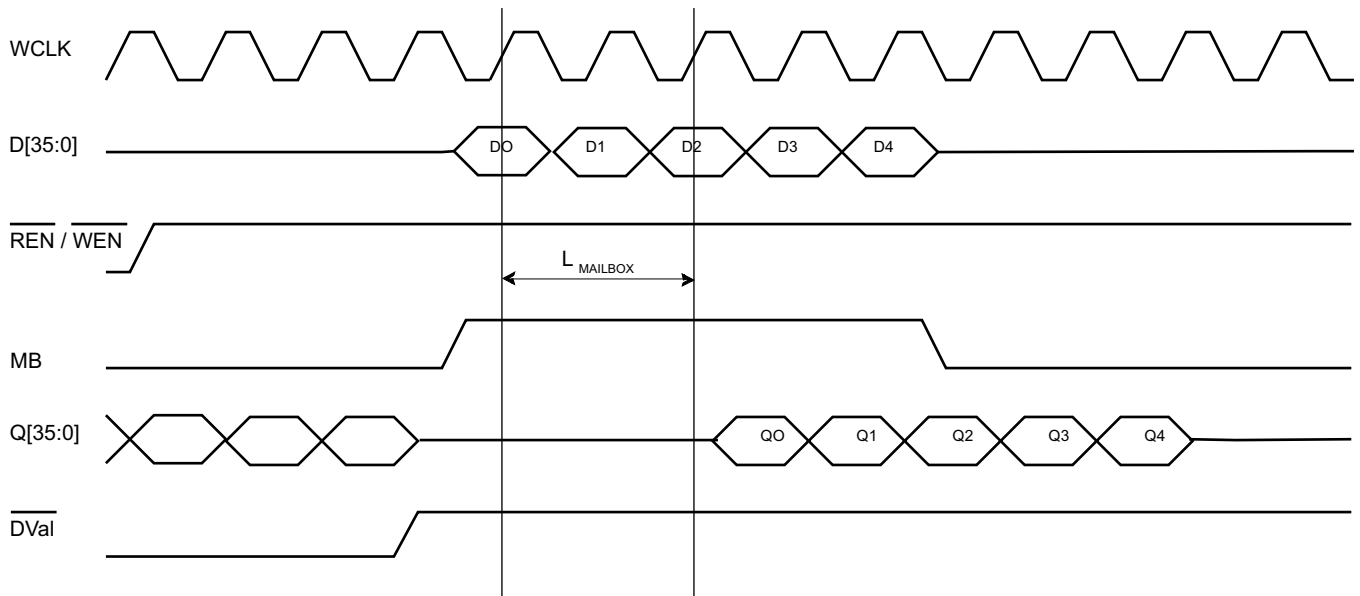 WCLK
D[35:0]
DO D1 D2 D3 D4
REN / WEN
L MAILBOX
MB
Q[35:0]
QO Q1 Q2 Q3 Q4
DVal